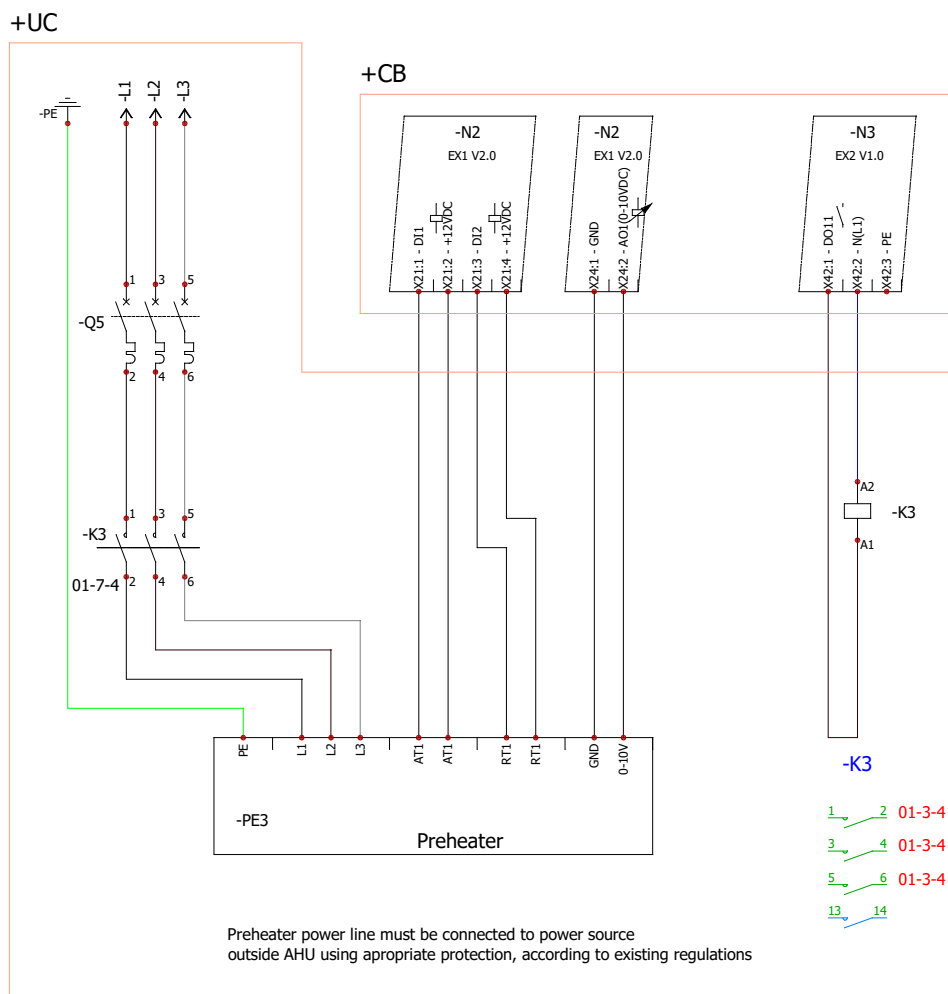 +UC
+CB
-PE
-L1
-L2
-L3
-N2
EX1 V2.0
X21:1 - DI1
X21:2 - +12VDC
X21:3 - DI2
X21:4 - +12VDC
-N2
EX1 V2.0
X24:1 - GND
X24:2 - AO1(0-10VDC)
-N3
EX2 V1.0
X42:1 - DO11
X42:2 - N(L1)
X42:3 - PE
1 3 5
-Q5
2 4 6
1 3 5
-K3
01-7-4
2 4 6
A2
-K3
A1
PE
L1
L2
L3
AT1
AT1
RT1
RT1
GND
0-10V
-PE3
Preheater
-K3
1 2 01-3-4
3 4 01-3-4
5 6 01-3-4
13 14
Preheater power line must be connected to power source
outside AHU using apropriate protection, according to existing regulations